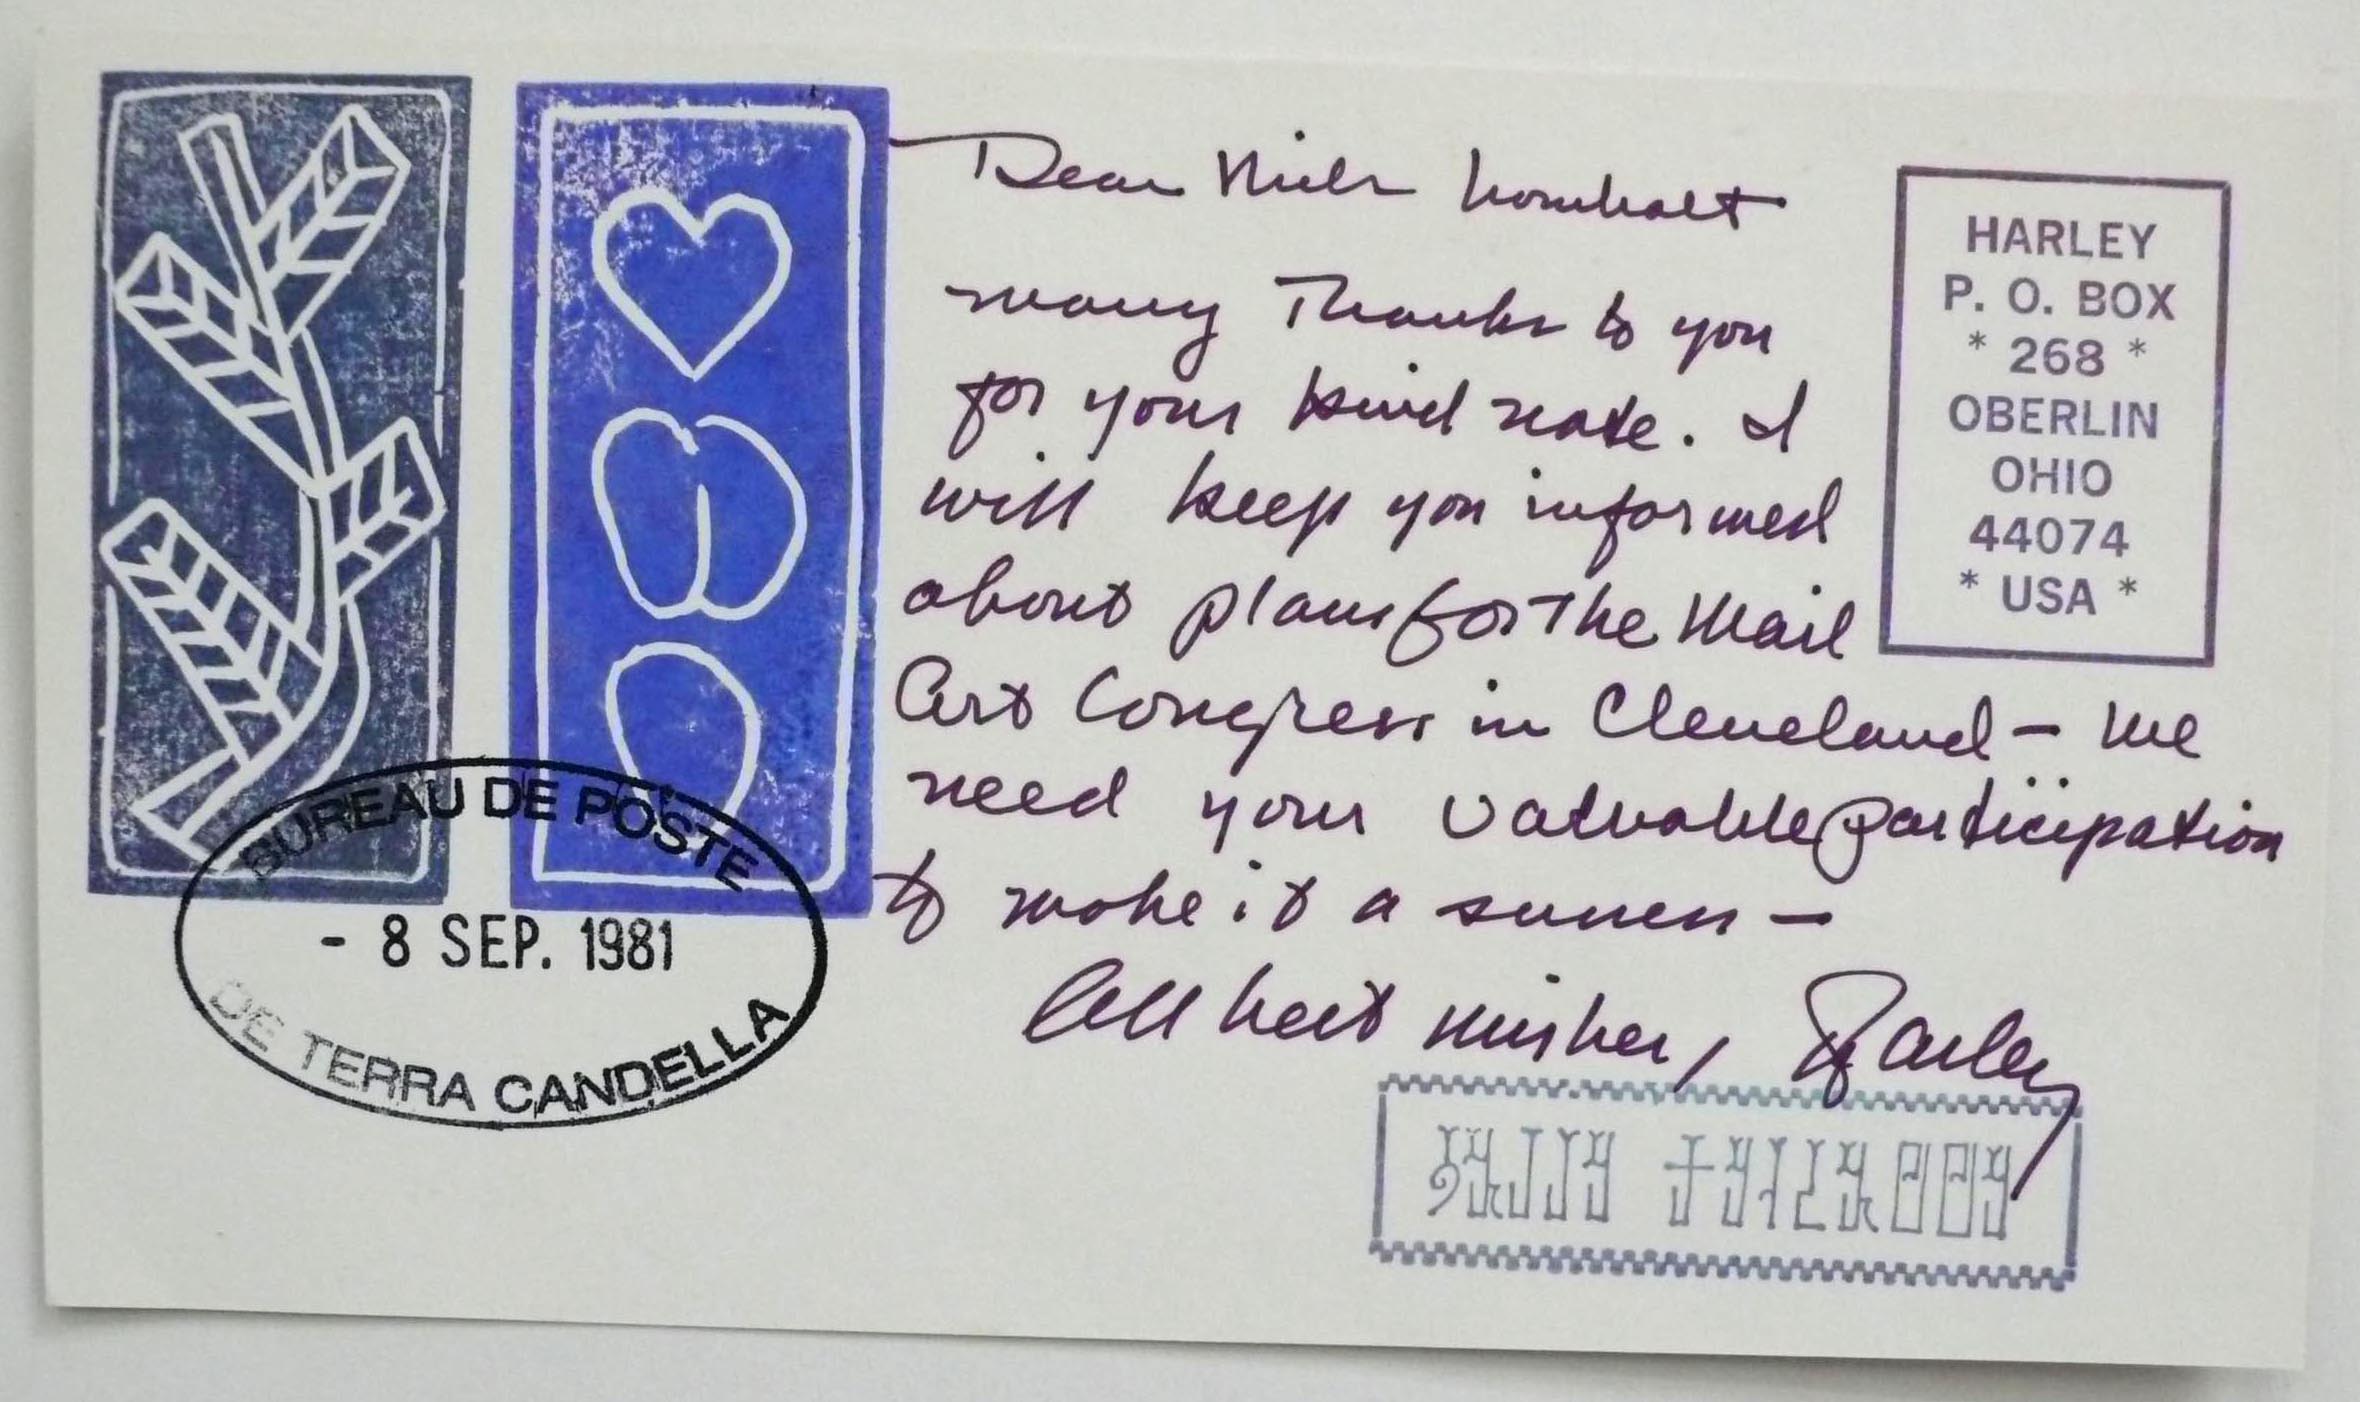 Dear Niels Lomholt
many Thanks to you
for your kind note. I
will keep you informed
about plans for The Mail
Art Congress in Cleveland — we
need your valuable participation
to make it a success —
All best wishes, Harley
HARLEY
P. O. BOX
* 268 *
OBERLIN
OHIO
44074
* USA *
BUREAU DE POSTE
- 8 SEP. 1981
DE TERRA CANDELLA